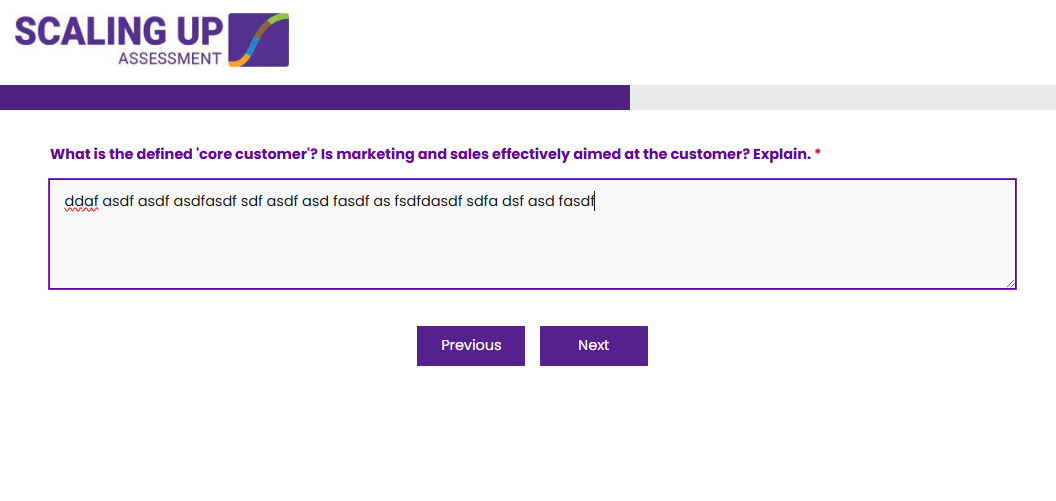 SCALING UP
ASSESSMENT
What is the defined 'core customer'? Is marketing and sales effectively aimed at the customer? Explain. *
ddaf asdf asdf asdfasdf sdf asdf asd fasdf as fsdfdasdf sdfa dsf asd fasdf
Previous Next